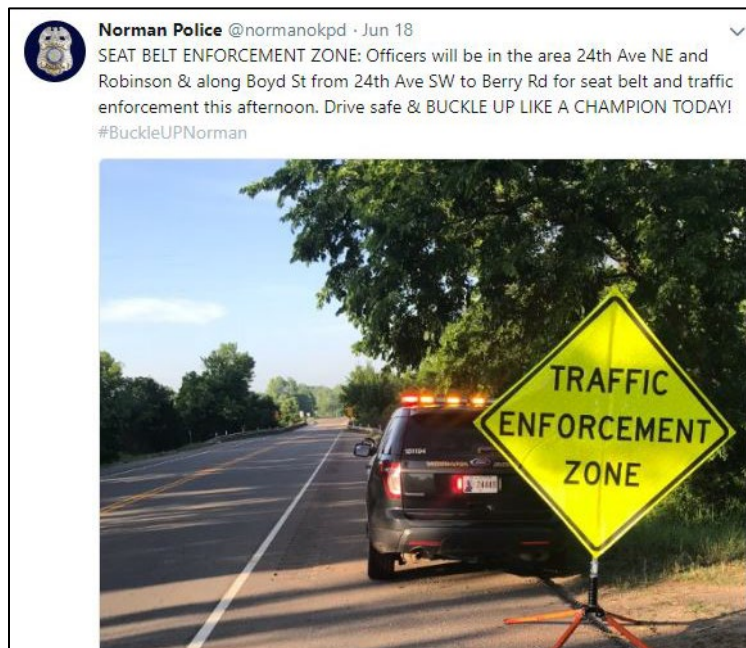 Norman Police @normanokpd · Jun 18
SEAT BELT ENFORCEMENT ZONE: Officers will be in the area 24th Ave NE and
Robinson & along Boyd St from 24th Ave SW to Berry Rd for seat belt and traffic
enforcement this afternoon. Drive safe & BUCKLE UP LIKE A CHAMPION TODAY!
#BuckleUPNorman
TRAFFIC
ENFORCEMENT
ZONE